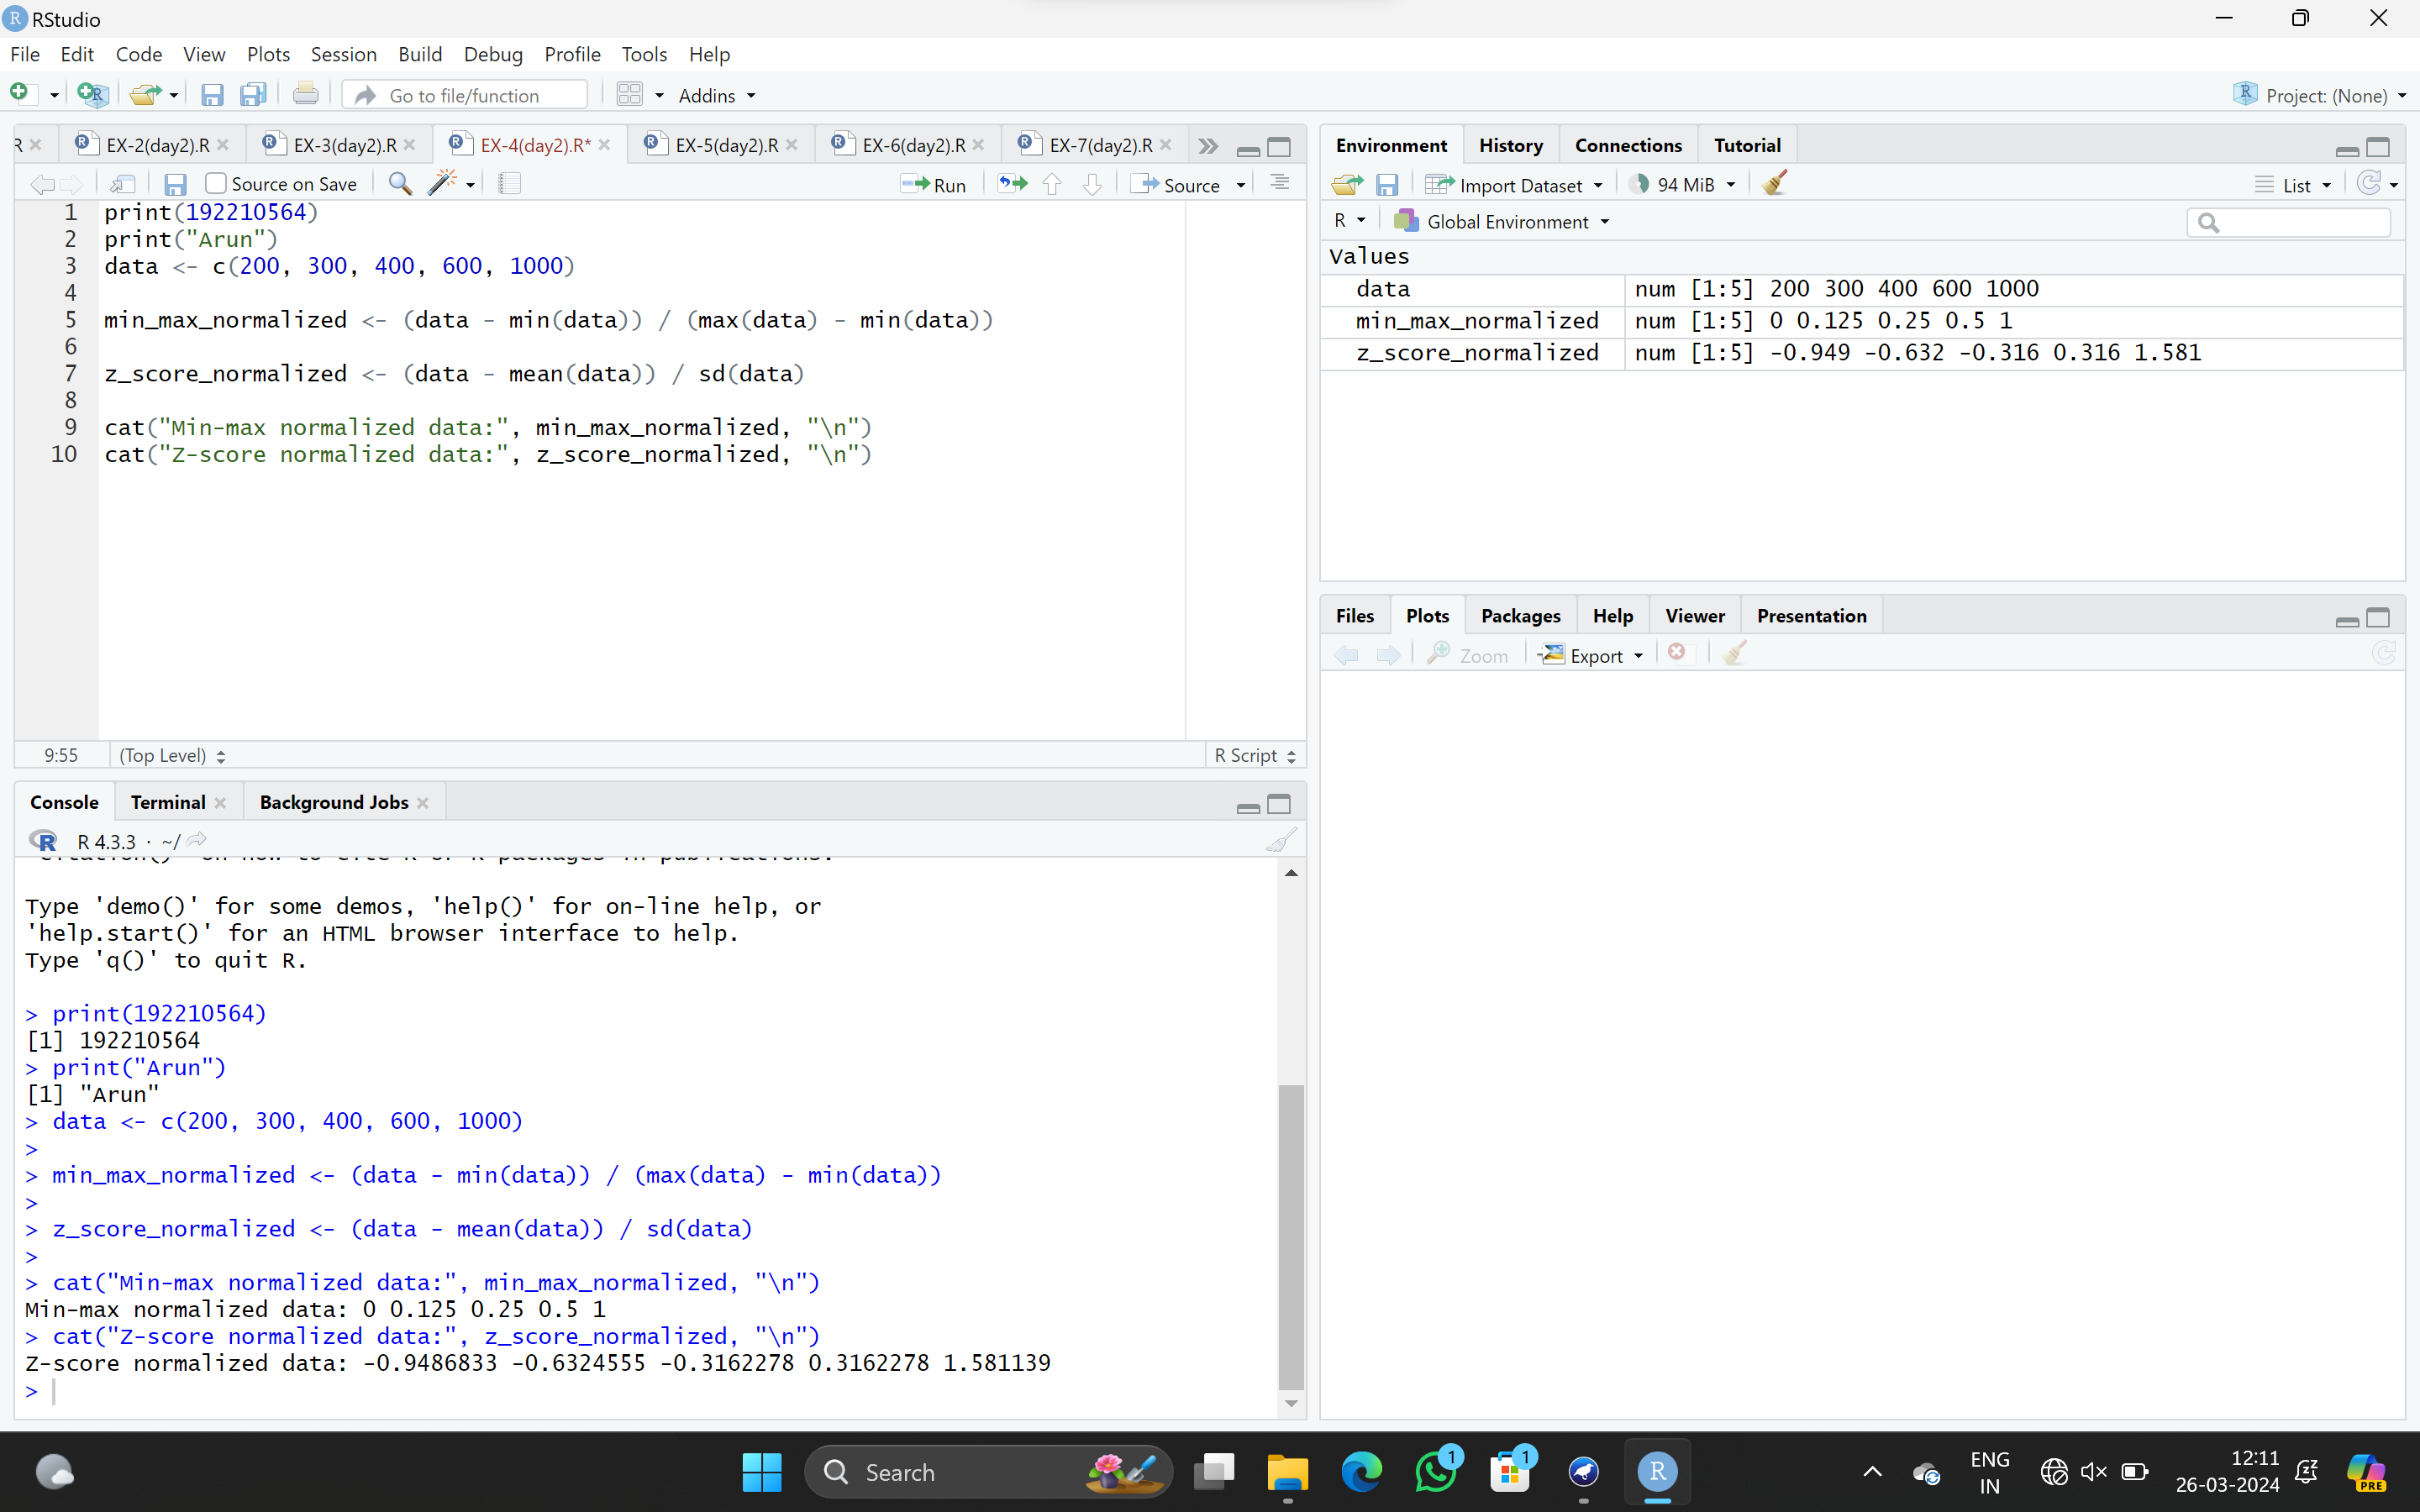 RStudio
File Edit Code View Plots Session Build Debug Profile Tools Help
Go to file/function Addins Project: (None)
R EX-2(day2).R EX-3(day2).R EX-4(day2).R* EX-5(day2).R EX-6(day2).R EX-7(day2).R
Source on Save Run Source
1 print(192210564)
2 print("Arun")
3 data <- c(200, 300, 400, 600, 1000)
4
5 min_max_normalized <- (data - min(data)) / (max(data) - min(data))
6
7 z_score_normalized <- (data - mean(data)) / sd(data)
8
9 cat("Min-max normalized data:", min_max_normalized, "\n")
10 cat("Z-score normalized data:", z_score_normalized, "\n")
9:55 (Top Level) R Script
Console Terminal Background Jobs
R 4.3.3 · ~/
'citation()' on how to cite R or R packages in publications.
Type 'demo()' for some demos, 'help()' for on-line help, or
'help.start()' for an HTML browser interface to help.
Type 'q()' to quit R.
> print(192210564)
[1] 192210564
> print("Arun")
[1] "Arun"
> data <- c(200, 300, 400, 600, 1000)
>
> min_max_normalized <- (data - min(data)) / (max(data) - min(data))
>
> z_score_normalized <- (data - mean(data)) / sd(data)
>
> cat("Min-max normalized data:", min_max_normalized, "\n")
Min-max normalized data: 0 0.125 0.25 0.5 1
> cat("Z-score normalized data:", z_score_normalized, "\n")
Z-score normalized data: -0.9486833 -0.6324555 -0.3162278 0.3162278 1.581139
>
Environment History Connections Tutorial
Import Dataset 94 MiB List
R Global Environment
Values
data num [1:5] 200 300 400 600 1000
min_max_normalized num [1:5] 0 0.125 0.25 0.5 1
z_score_normalized num [1:5] -0.949 -0.632 -0.316 0.316 1.581
Files Plots Packages Help Viewer Presentation
Zoom Export
Search
1
1
R
ENG
IN
12:11
26-03-2024
PRE